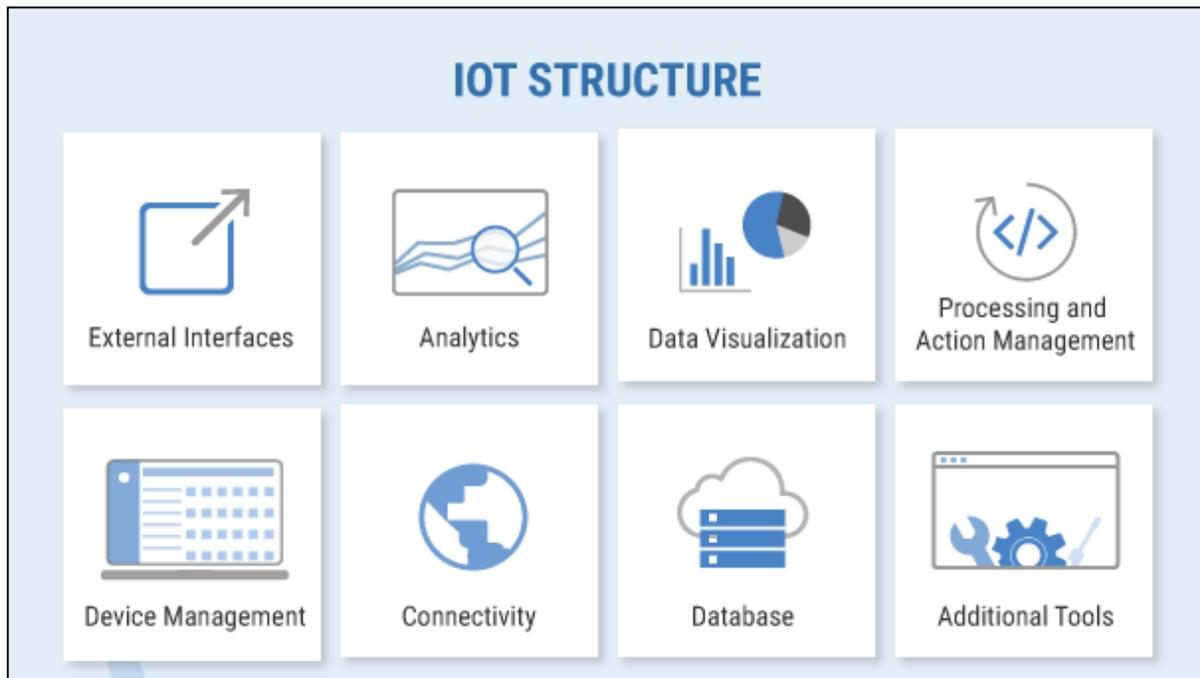 IOT STRUCTURE
External Interfaces
Analytics
Data Visualization
Processing and
Action Management
Device Management
Connectivity
Database
Additional Tools